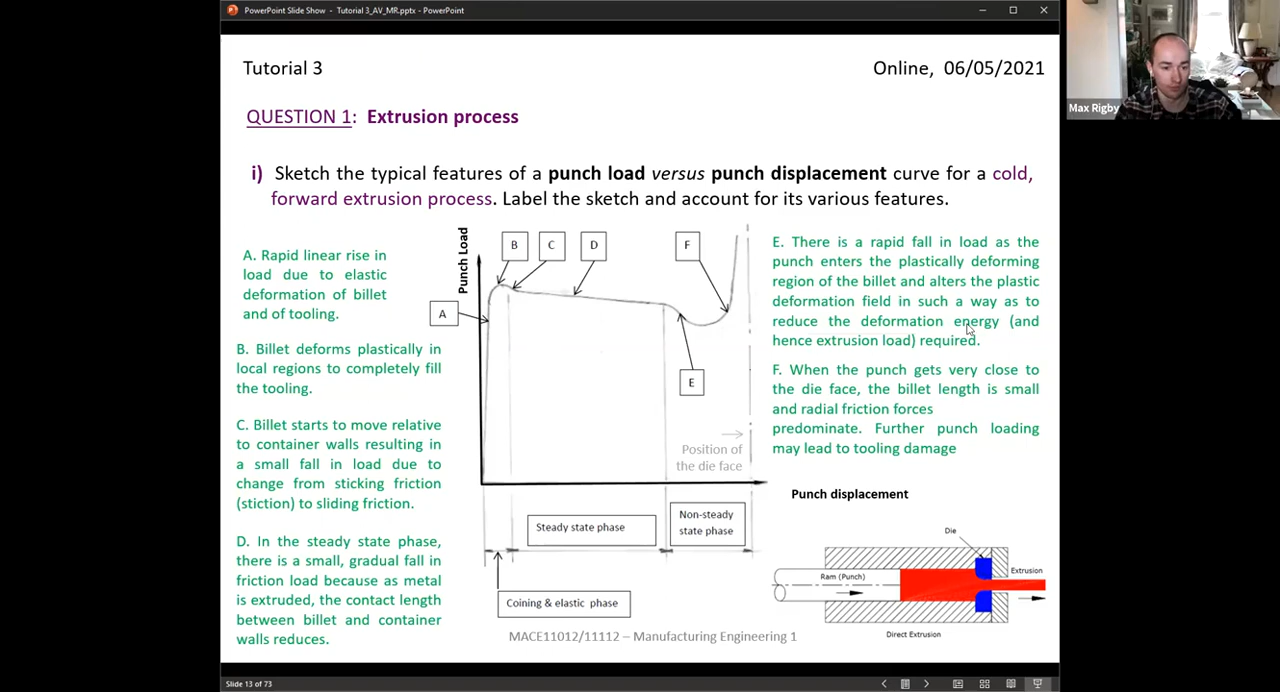 PowerPoint Slide Show - Tutorial 3_AV_MR.pptx - PowerPoint
Max Rigby
Tutorial 3
Online, 06/05/2021
QUESTION 1: Extrusion process
i) Sketch the typical features of a punch load versus punch displacement curve for a cold,
forward extrusion process. Label the sketch and account for its various features.
A. Rapid linear rise in
load due to elastic
deformation of billet
and of tooling.
B. Billet deforms plastically in
local regions to completely fill
the tooling.
C. Billet starts to move relative
to container walls resulting in
a small fall in load due to
change from sticking friction
(stiction) to sliding friction.
D. In the steady state phase,
there is a small, gradual fall in
friction load because as metal
is extruded, the contact length
between billet and container
walls reduces.
Punch Load
A
B
C
D
F
E
Position of
the die face
Punch displacement
Steady state phase
Non-steady
state phase
Coining & elastic phase
E. There is a rapid fall in load as the
punch enters the plastically deforming
region of the billet and alters the plastic
deformation field in such a way as to
reduce the deformation energy (and
hence extrusion load) required.
F. When the punch gets very close to
the die face, the billet length is small
and radial friction forces
predominate. Further punch loading
may lead to tooling damage
Die
Ram (Punch)
Extrusion
Direct Extrusion
MACE11012/11112 – Manufacturing Engineering 1
Slide 13 of 73